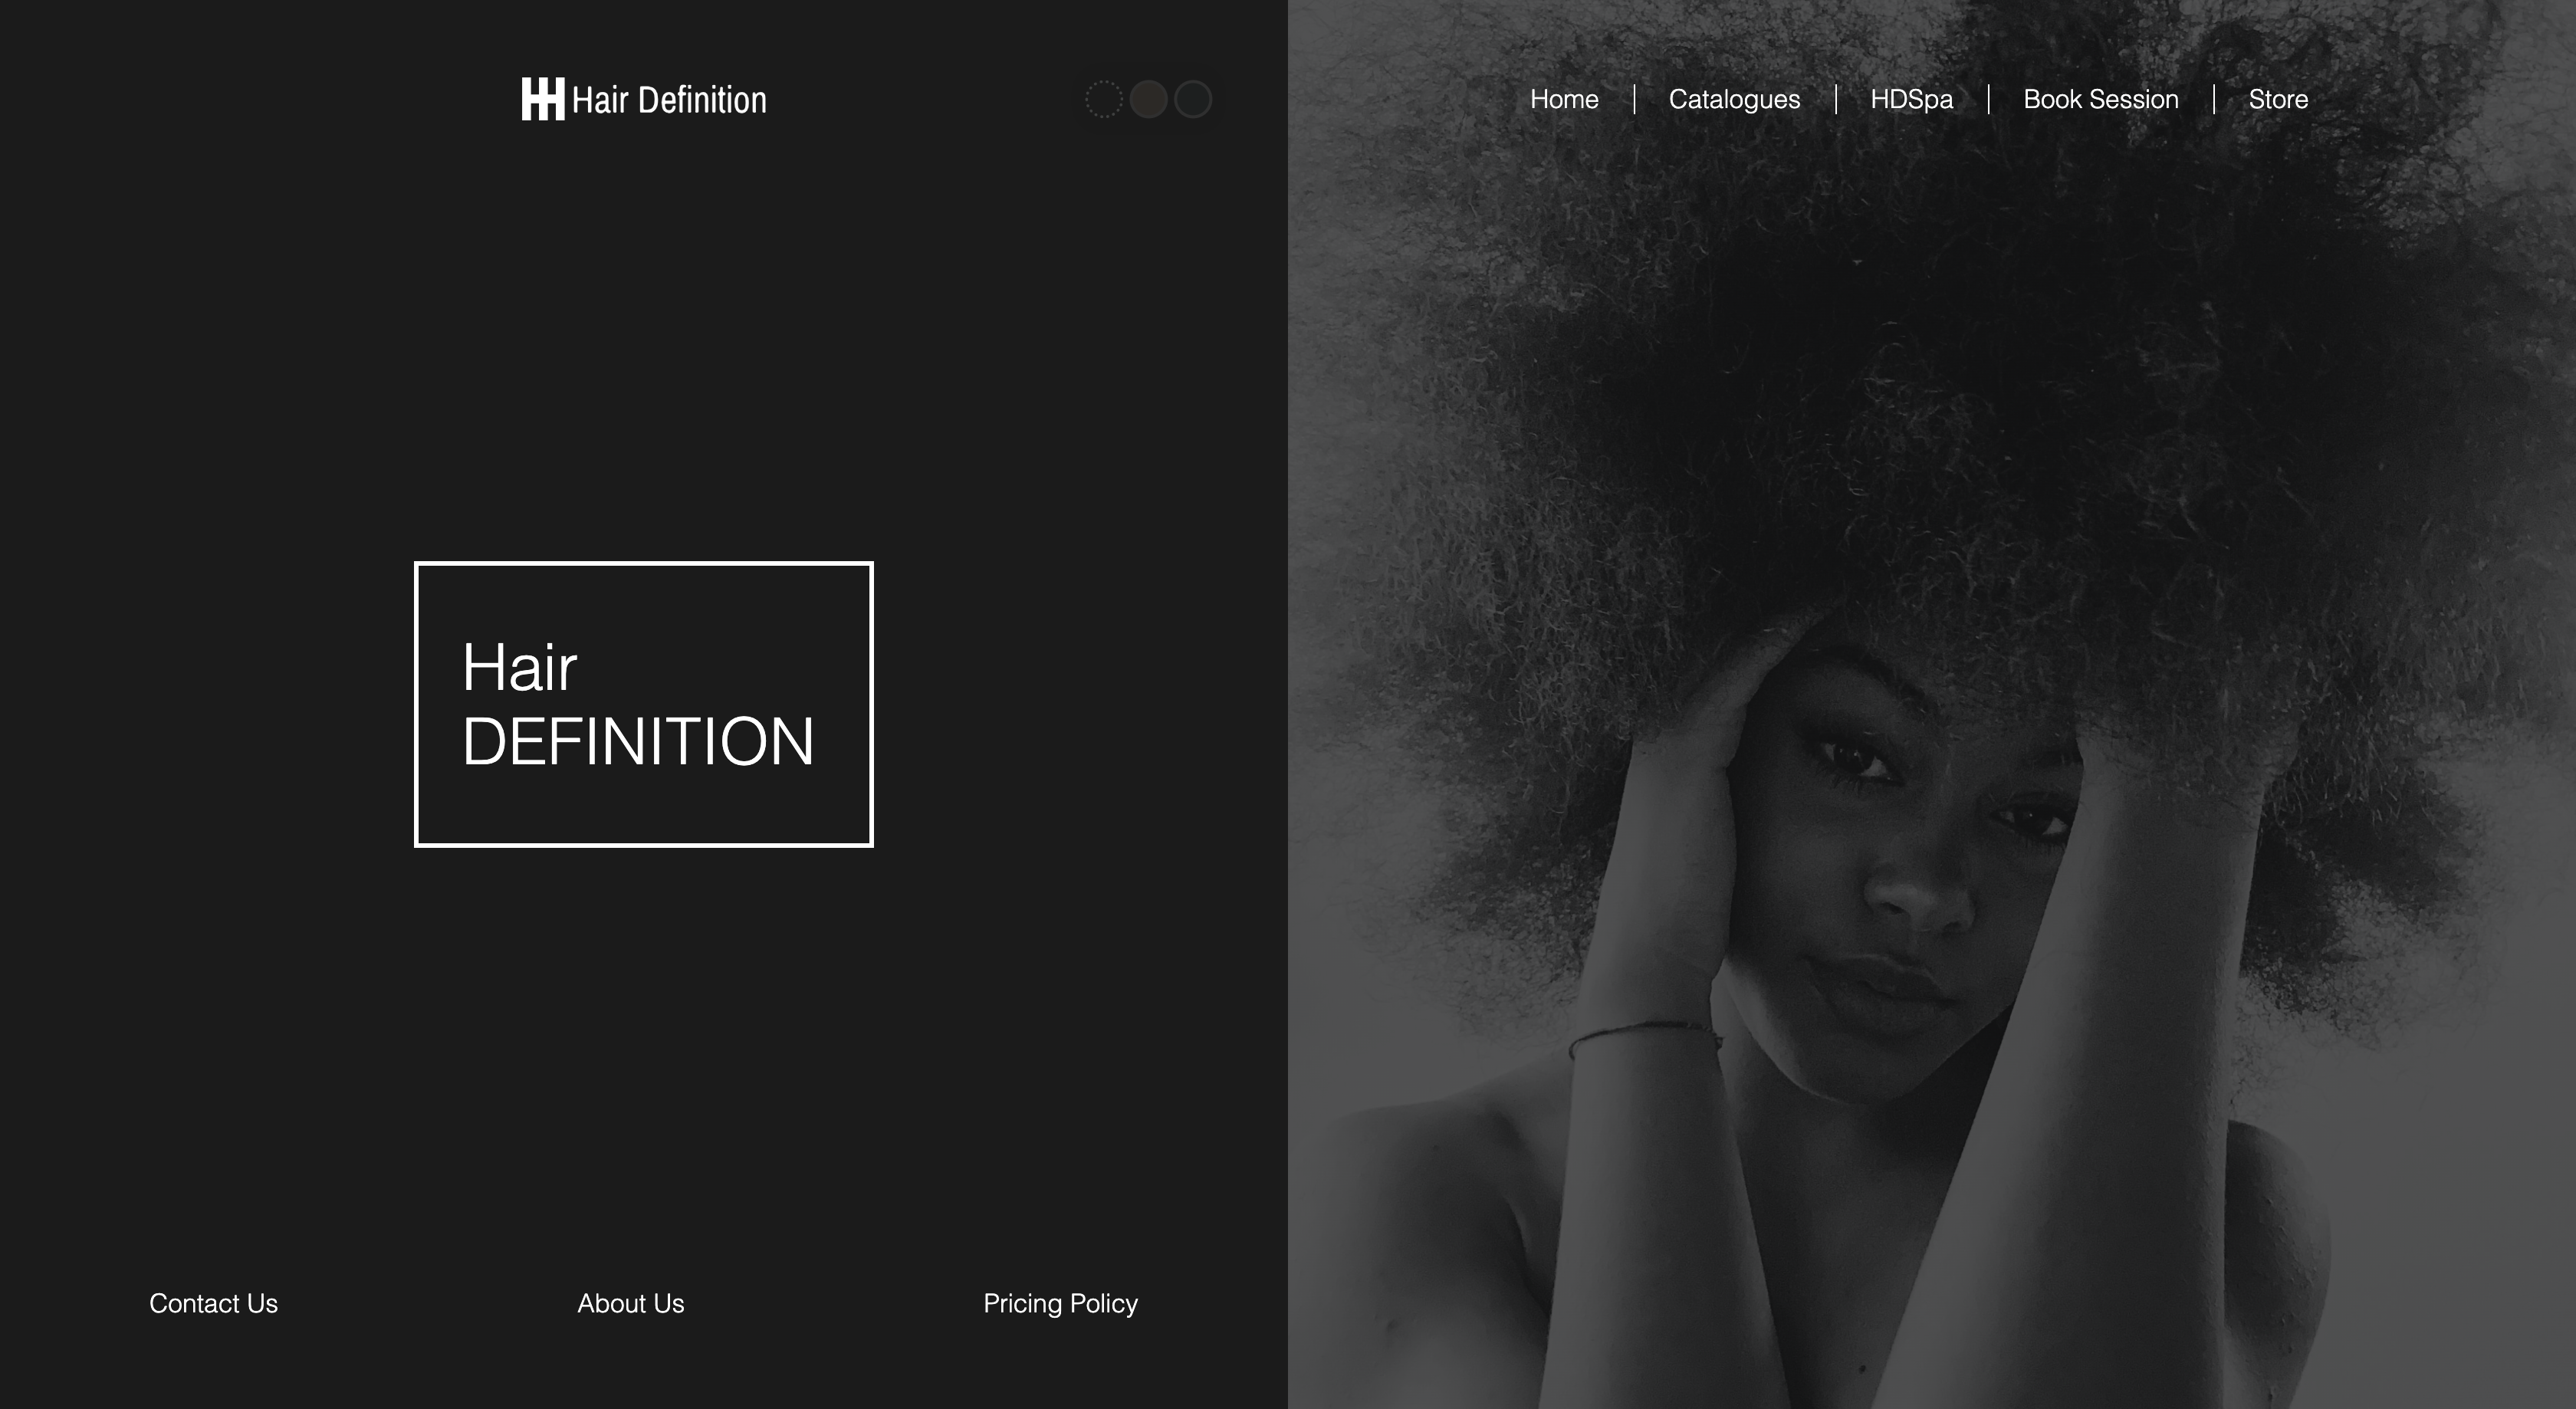 Hair Definition
Home
Catalogues
HDSpa
Book Session
Store
Hair
DEFINITION
Contact Us
About Us
Pricing Policy